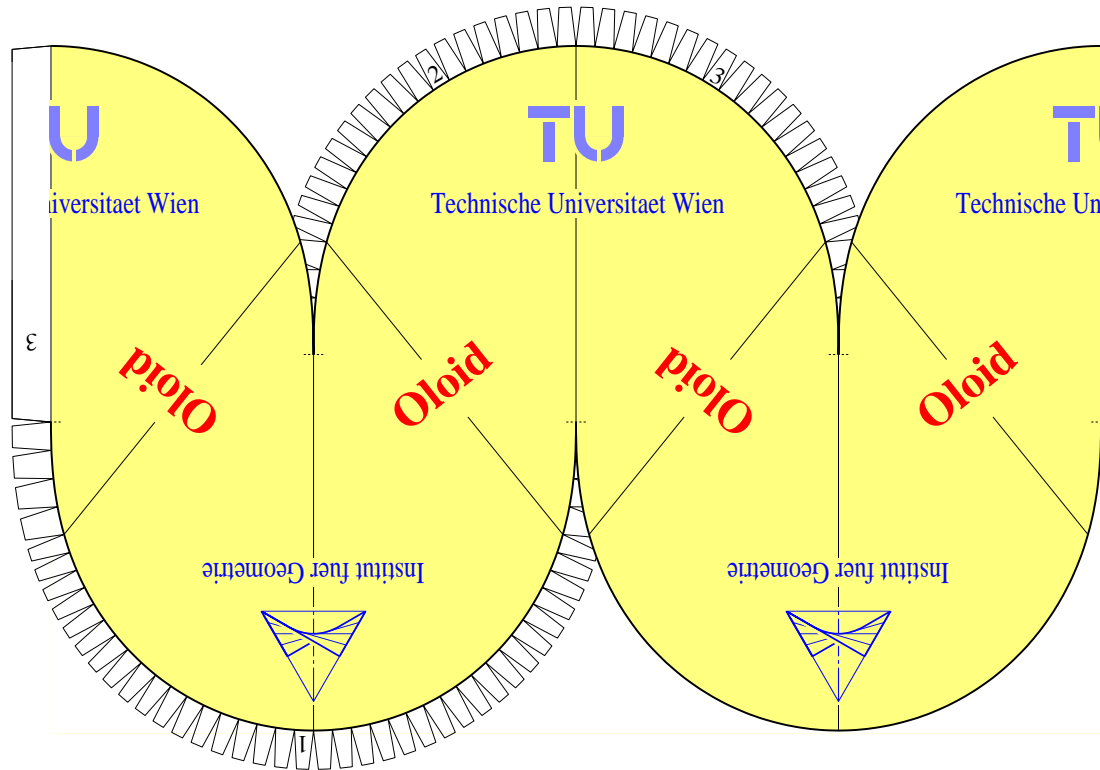 3
2
3
U
TU
TU
iversitaet Wien
Technische Universitaet Wien
Technische Un
Oloid
Oloid
Oloid
Oloid
Institut fuer Geometrie
Institut fuer Geometrie
1